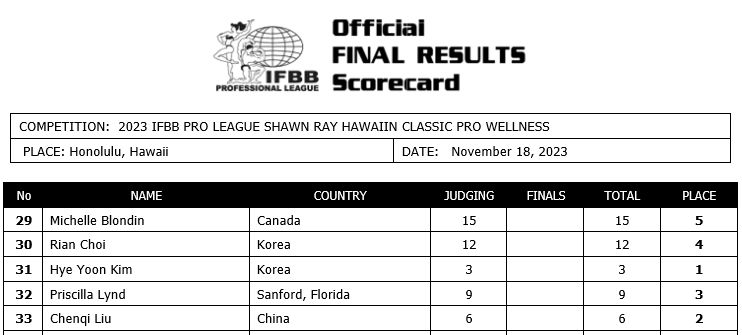 Official
FINAL RESULTS
Scorecard
IFBB
PROFESSIONAL LEAGUE
COMPETITION: 2023 IFBB PRO LEAGUE SHAWN RAY HAWAIIN CLASSIC PRO WELLNESS
PLACE: Honolulu, Hawaii DATE: November 18, 2023
No NAME COUNTRY JUDGING FINALS TOTAL PLACE
29 Michelle Blondin Canada 15 15 5
30 Rian Choi Korea 12 12 4
31 Hye Yoon Kim Korea 3 3 1
32 Priscilla Lynd Sanford, Florida 9 9 3
33 Chenqi Liu China 6 6 2